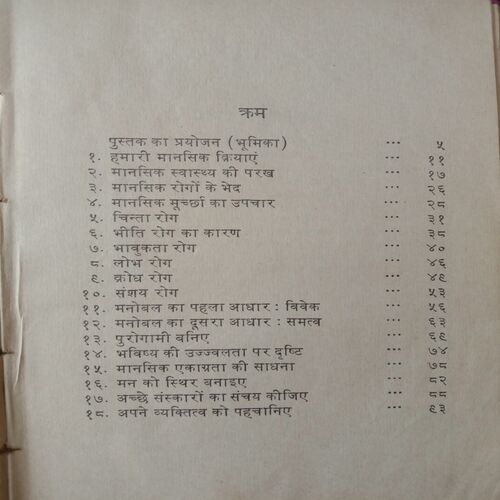 क्रम
पुस्तक का प्रयोजन (भूमिका) ... ५
१. हमारी मानसिक क्रियाएं ... ११
२. मानसिक स्वास्थ्य की परख ... १७
३. मानसिक रोगों के भेद ... २६
४. मानसिक मूर्च्छा का उपचार ... २८
५. चिन्ता रोग ... ३१
६. भीति रोग का कारण ... ३८
७. भावुकता रोग ... ४०
८. लोभ रोग ... ४६
९. क्रोध रोग ... ४९
१०. संशय रोग ... ५३
११. मनोबल का पहला आधार : विवेक ... ५६
१२. मनोबल का दूसरा आधार : समत्व ... ६३
१३. पुरोगामी बनिए ... ६९
१४. भविष्य की उज्ज्वलता पर दृष्टि ... ७४
१५. मानसिक एकाग्रता की साधना ... ७८
१६. मन को स्थिर बनाइए ... ८२
१७. अच्छे संस्कारों का संचय कीजिए ... ८८
१८. अपने व्यक्तित्व को पहचानिए ... ९३